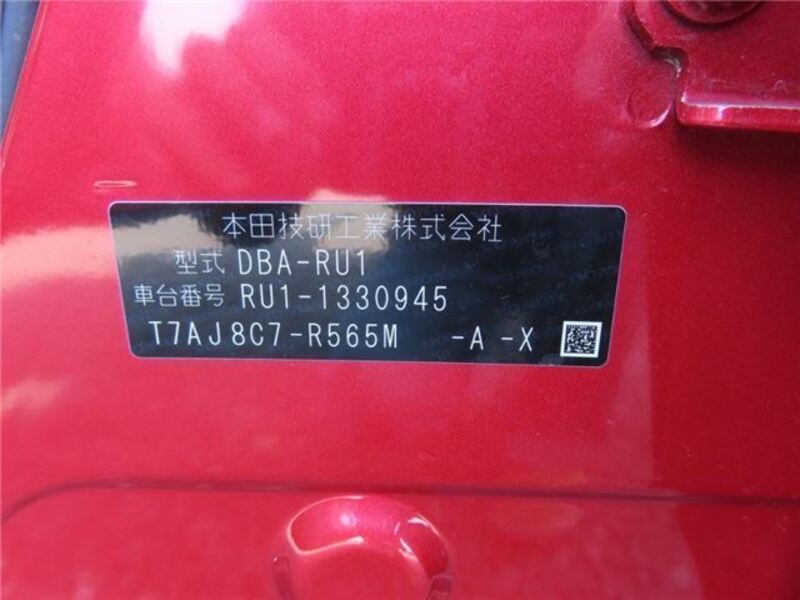 本田技研工業株式会社
型式 DBA-RU1
車台番号 RU1-1330945
T7AJ8C7-R565M -A -X